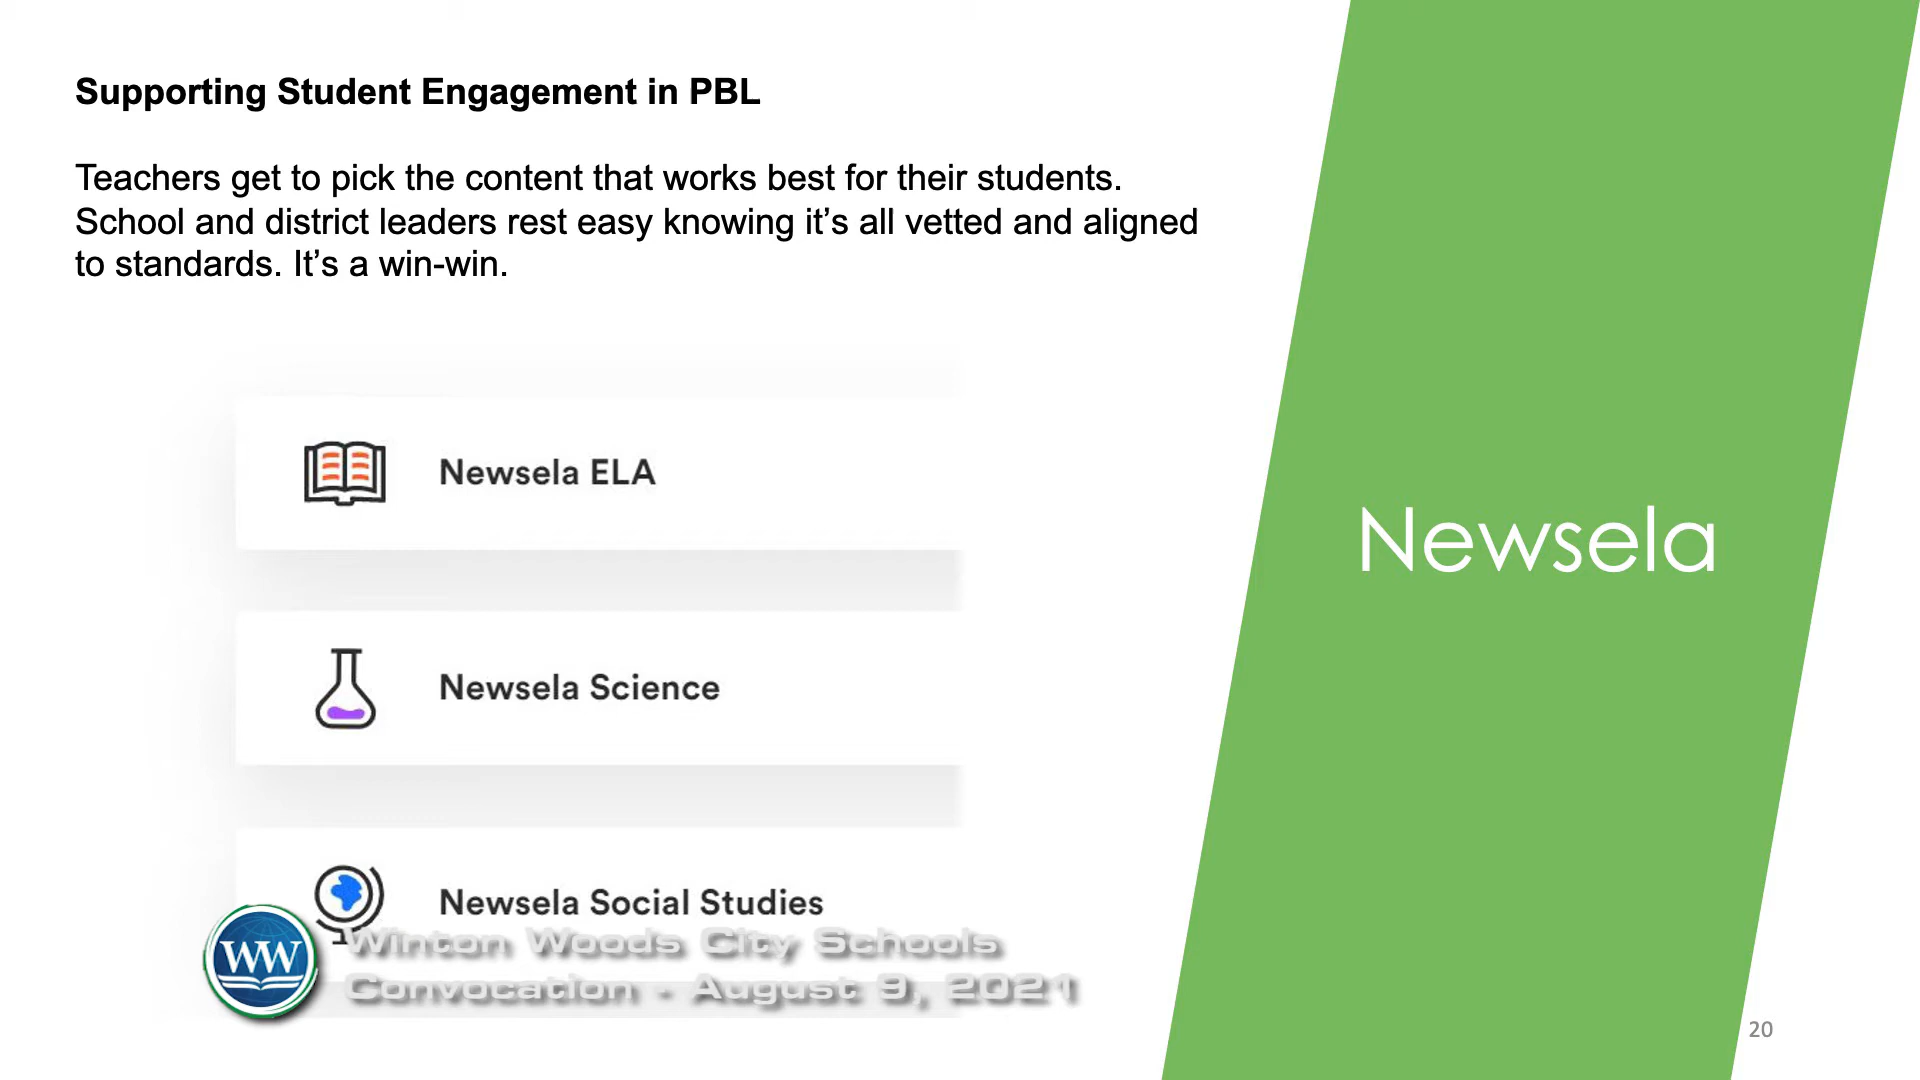 Supporting Student Engagement in PBL
Teachers get to pick the content that works best for their students.
School and district leaders rest easy knowing it’s all vetted and aligned
to standards. It’s a win-win.
Newsela ELA
Newsela Science
Newsela Social Studies
Newsela
WW
Winton Woods City Schools
Convocation - August 9, 2021
20